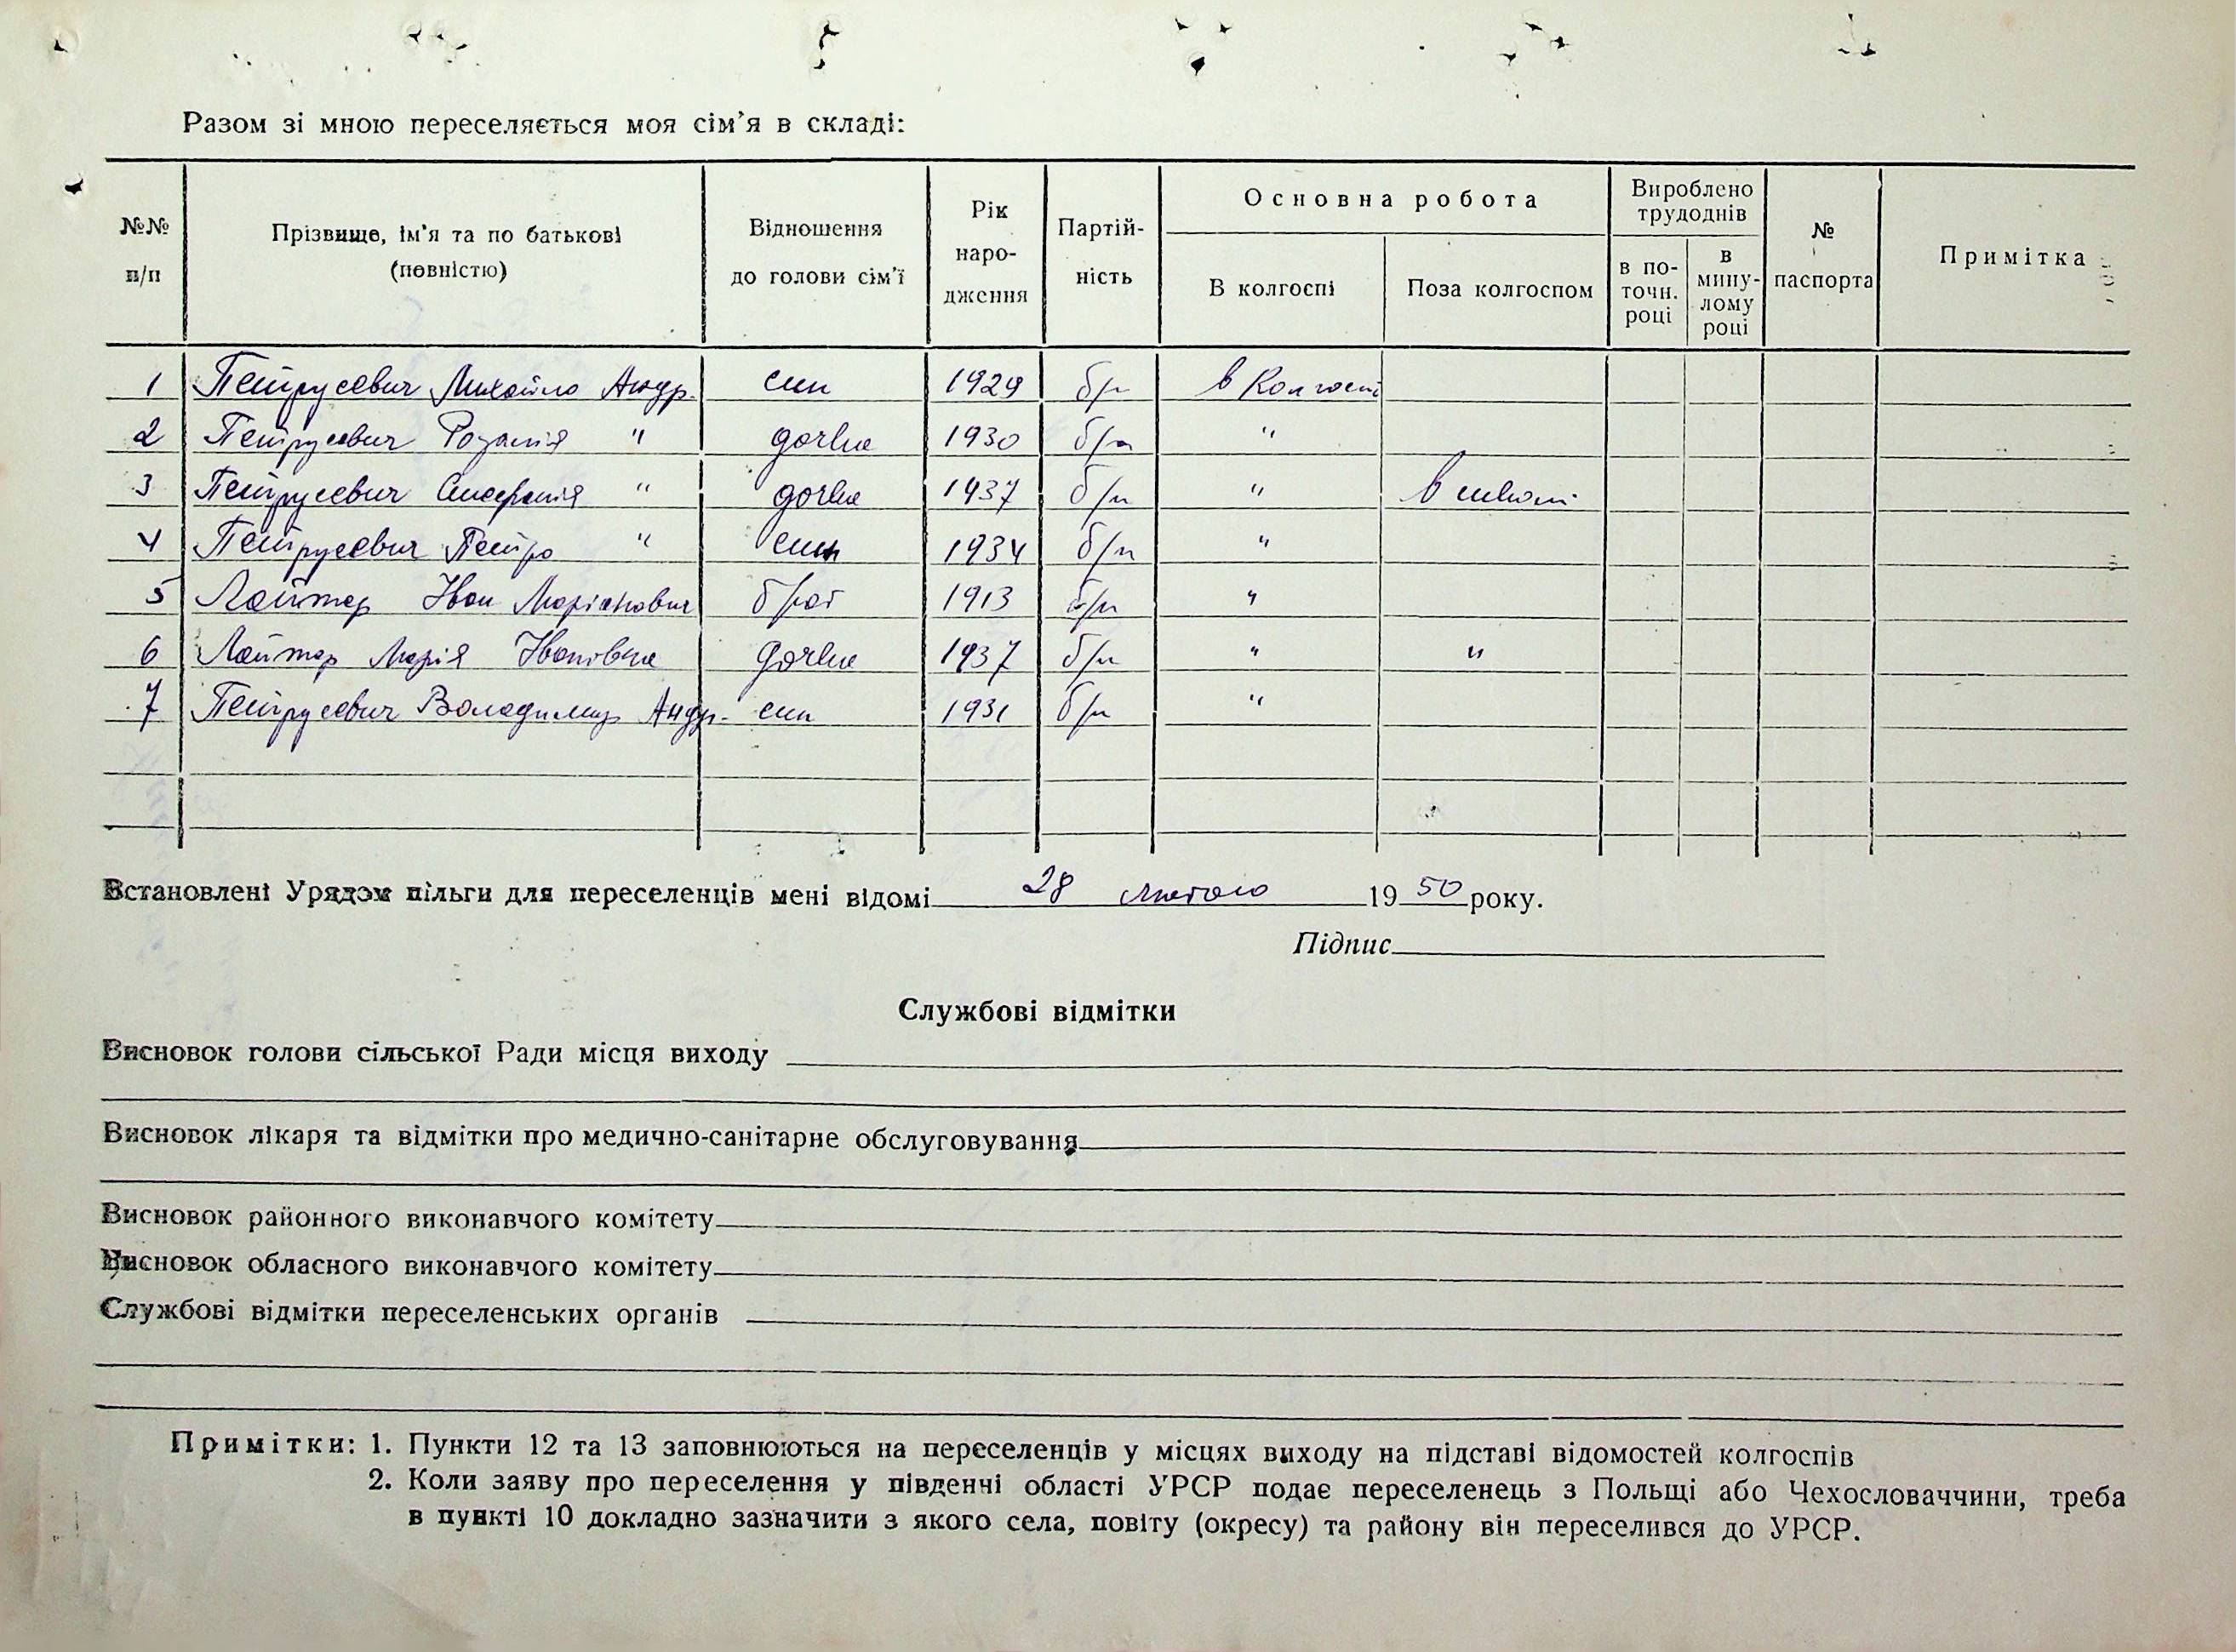 Разом зі мною переселяється моя сім'я в складі:
№№ п/п | Прізвище, ім'я та по батькові (повністю) | Відношення до голови сім'ї | Рік народження | Партійність | Основна робота | Вироблено трудоднів | № паспорта | Примітка
В колгоспі | Поза колгоспом | в поточн. році | в минулому році
1 Петрусевич Михайло Андр. син 1929 б/п в колгоспі
2 Петрусевич Розалія " дочка 1930 б/п "
3 Петрусевич Стефанія " дочка 1937 б/п " в школі
4 Петрусевич Петро " син 1934 б/п "
5 Лайтар Іван Маріанович брат 1913 б/п "
6 Лайтар Марія Іванівна дочка 1937 б/п " "
7 Петрусевич Володимир Андр. син 1931 б/п "
Встановлені Урядом пільги для переселенців мені відомі 28 лютого 1950 року.
Підпис
Службові відмітки
Висновок голови сільської Ради місця виходу
Висновок лікаря та відмітки про медично-санітарне обслуговування
Висновок районного виконавчого комітету
Висновок обласного виконавчого комітету
Службові відмітки переселенських органів
Примітки: 1. Пункти 12 та 13 заповнюються на переселенців у місцях виходу на підставі відомостей колгоспів
2. Коли заяву про переселення у південні області УРСР подає переселенець з Польщі або Чехословаччини, треба
в пункті 10 докладно зазначити з якого села, повіту (окресу) та району він переселився до УРСР.